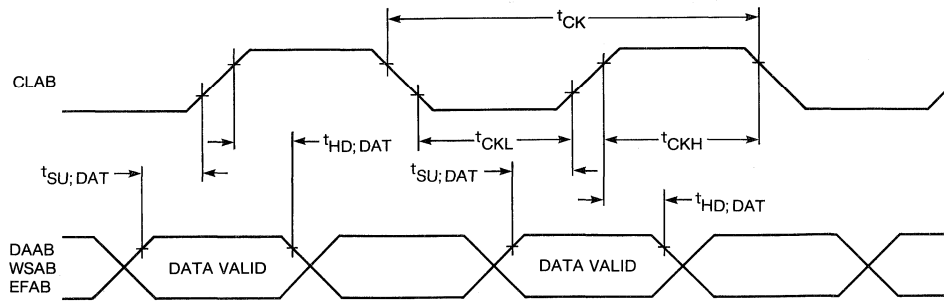 tCK
CLAB
tHD; DAT
tCKL
tCKH
tSU; DAT
tSU; DAT
tHD; DAT
DAAB
WSAB
EFAB
DATA VALID
DATA VALID